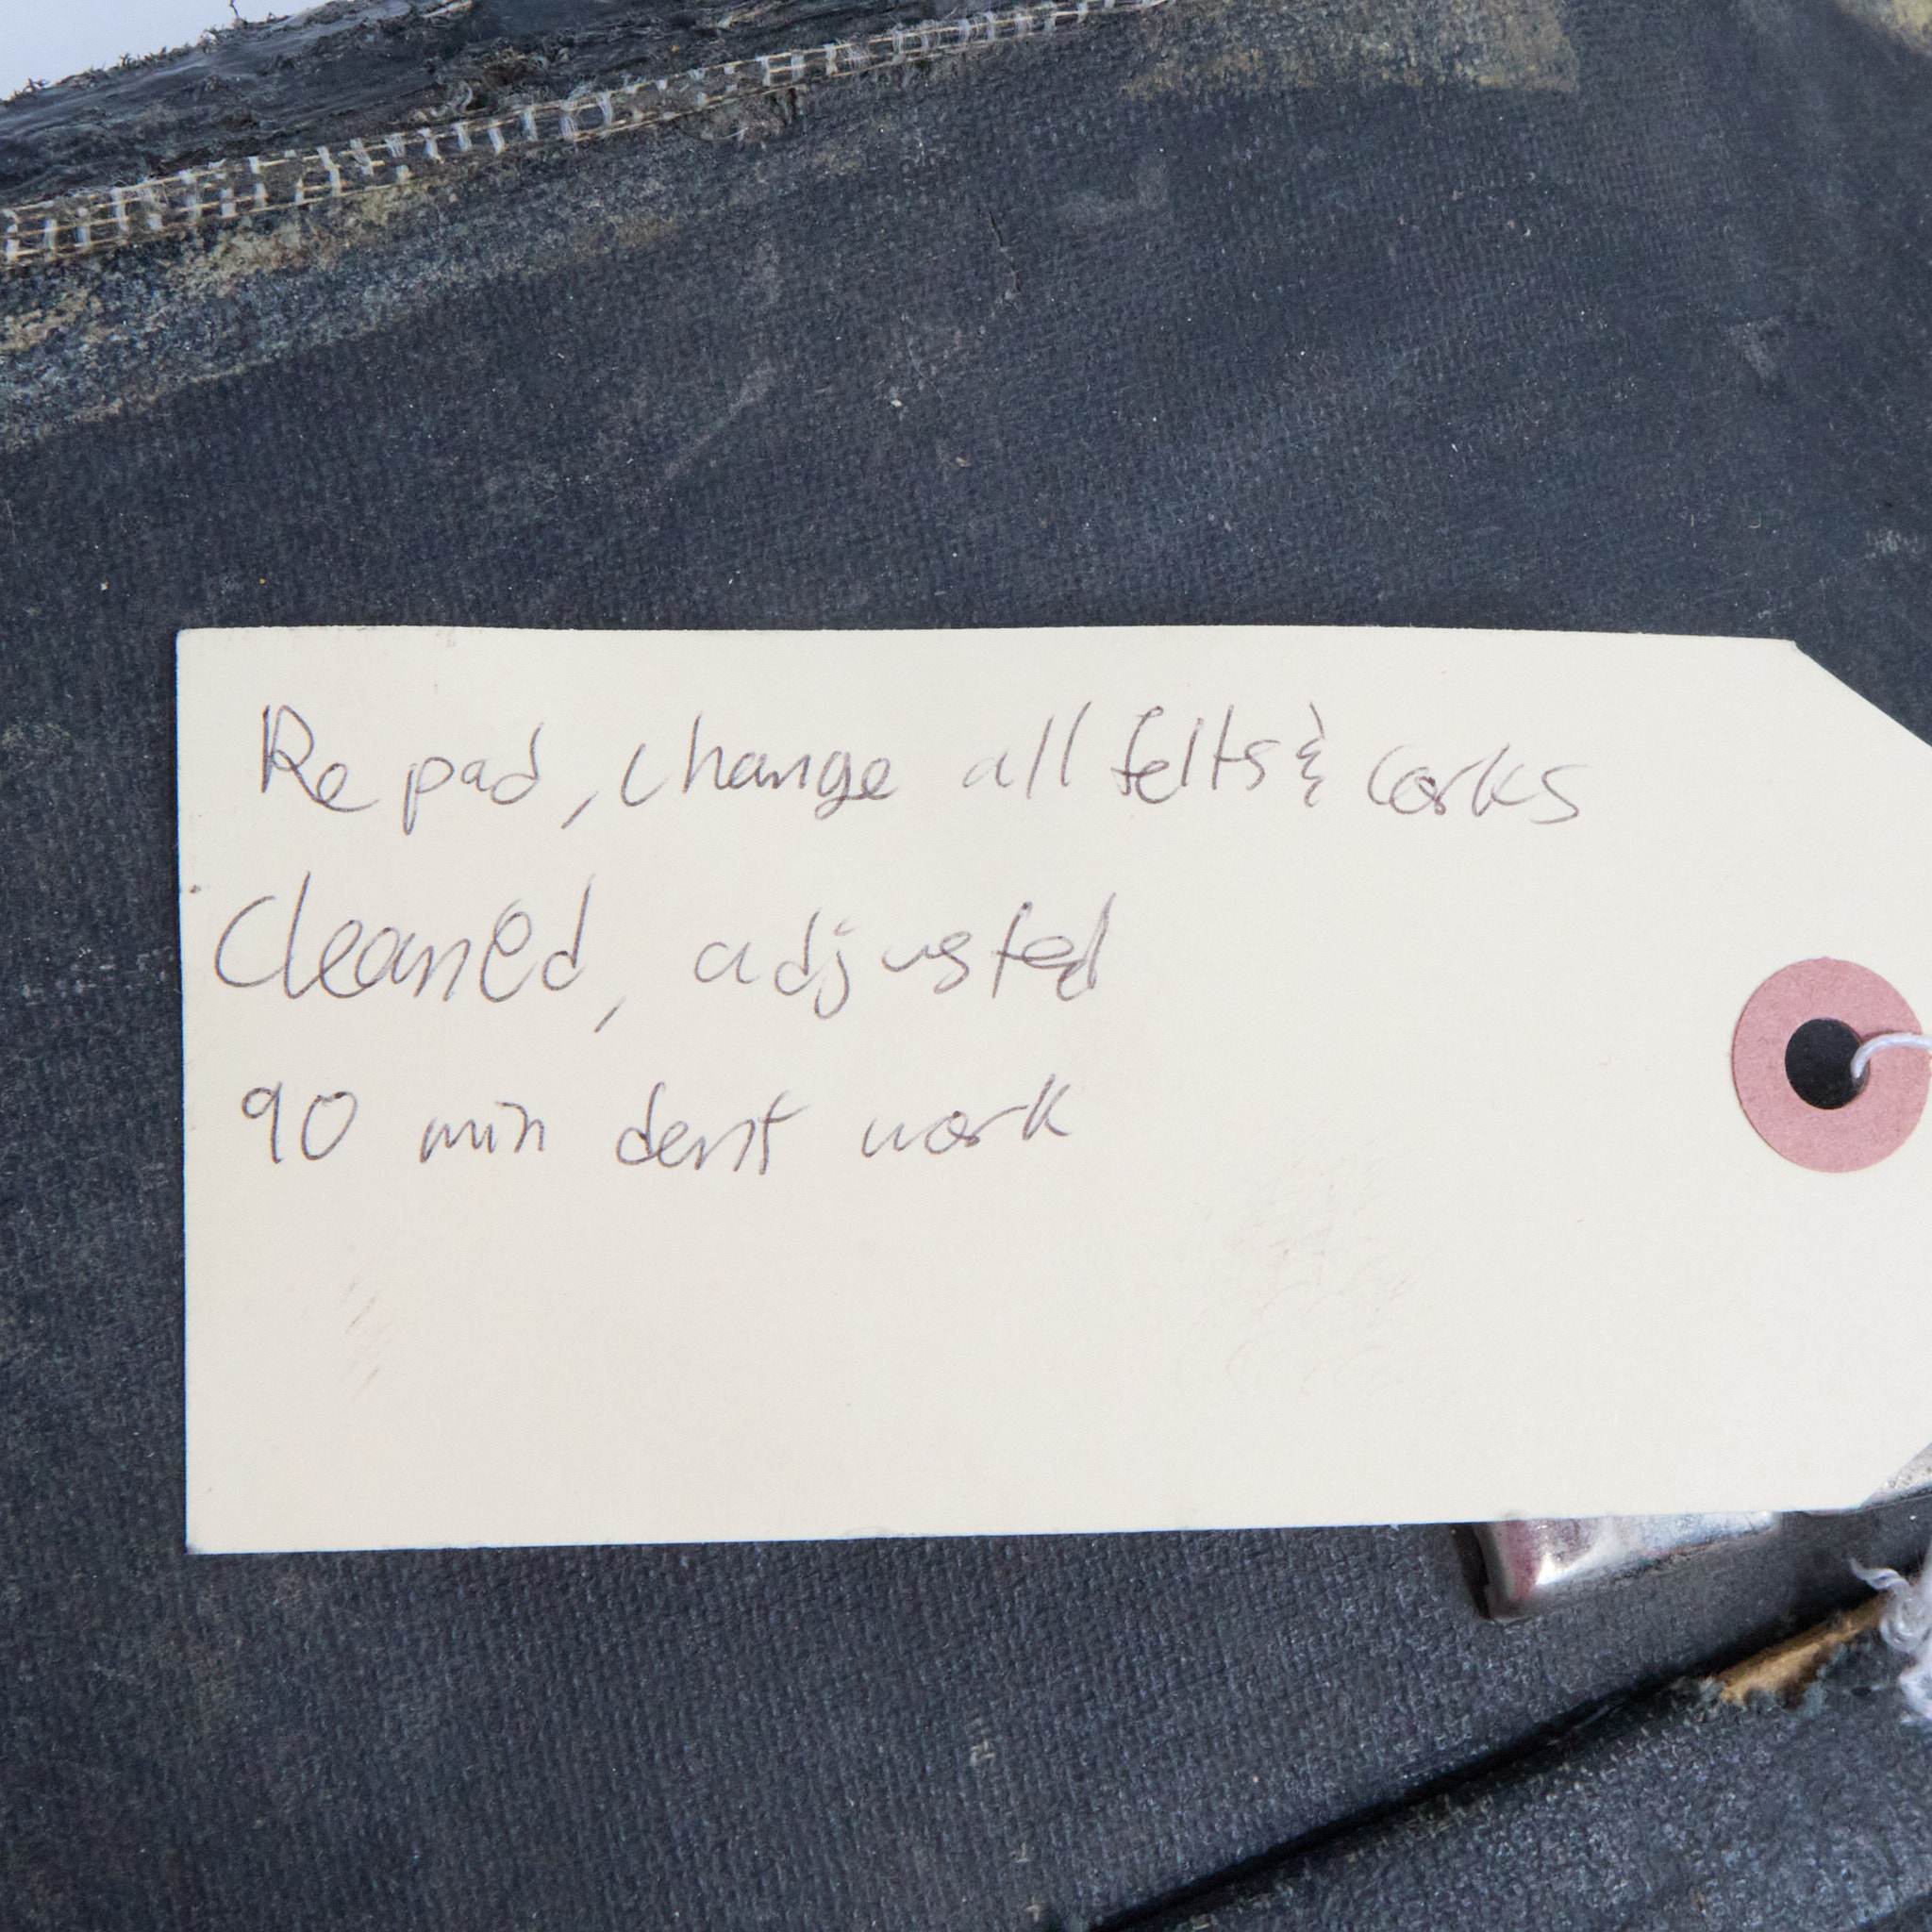 Re pad, change all felts & corks
Cleaned, adjusted
90 min dent work